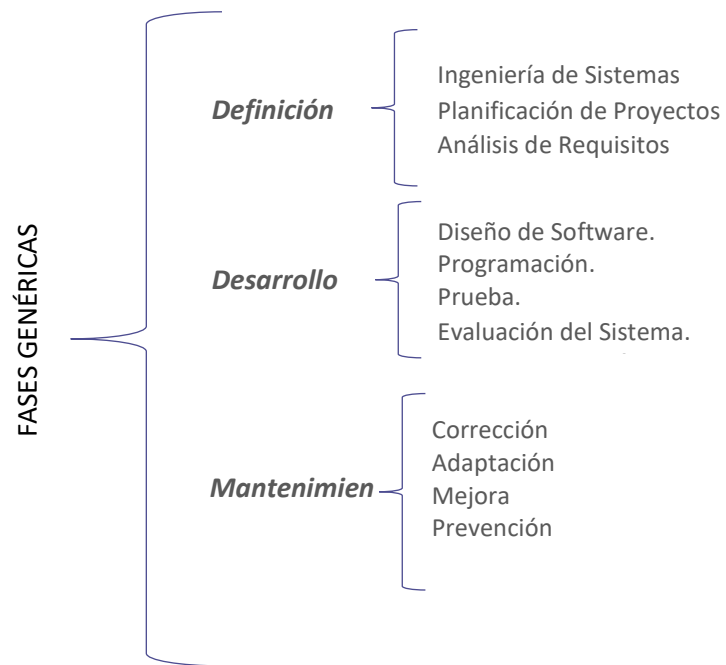 FASES GENÉRICAS
Definición
Ingeniería de Sistemas
Planificación de Proyectos
Análisis de Requisitos
Desarrollo
Diseño de Software.
Programación.
Prueba.
Evaluación del Sistema.
Mantenimien
Corrección
Adaptación
Mejora
Prevención